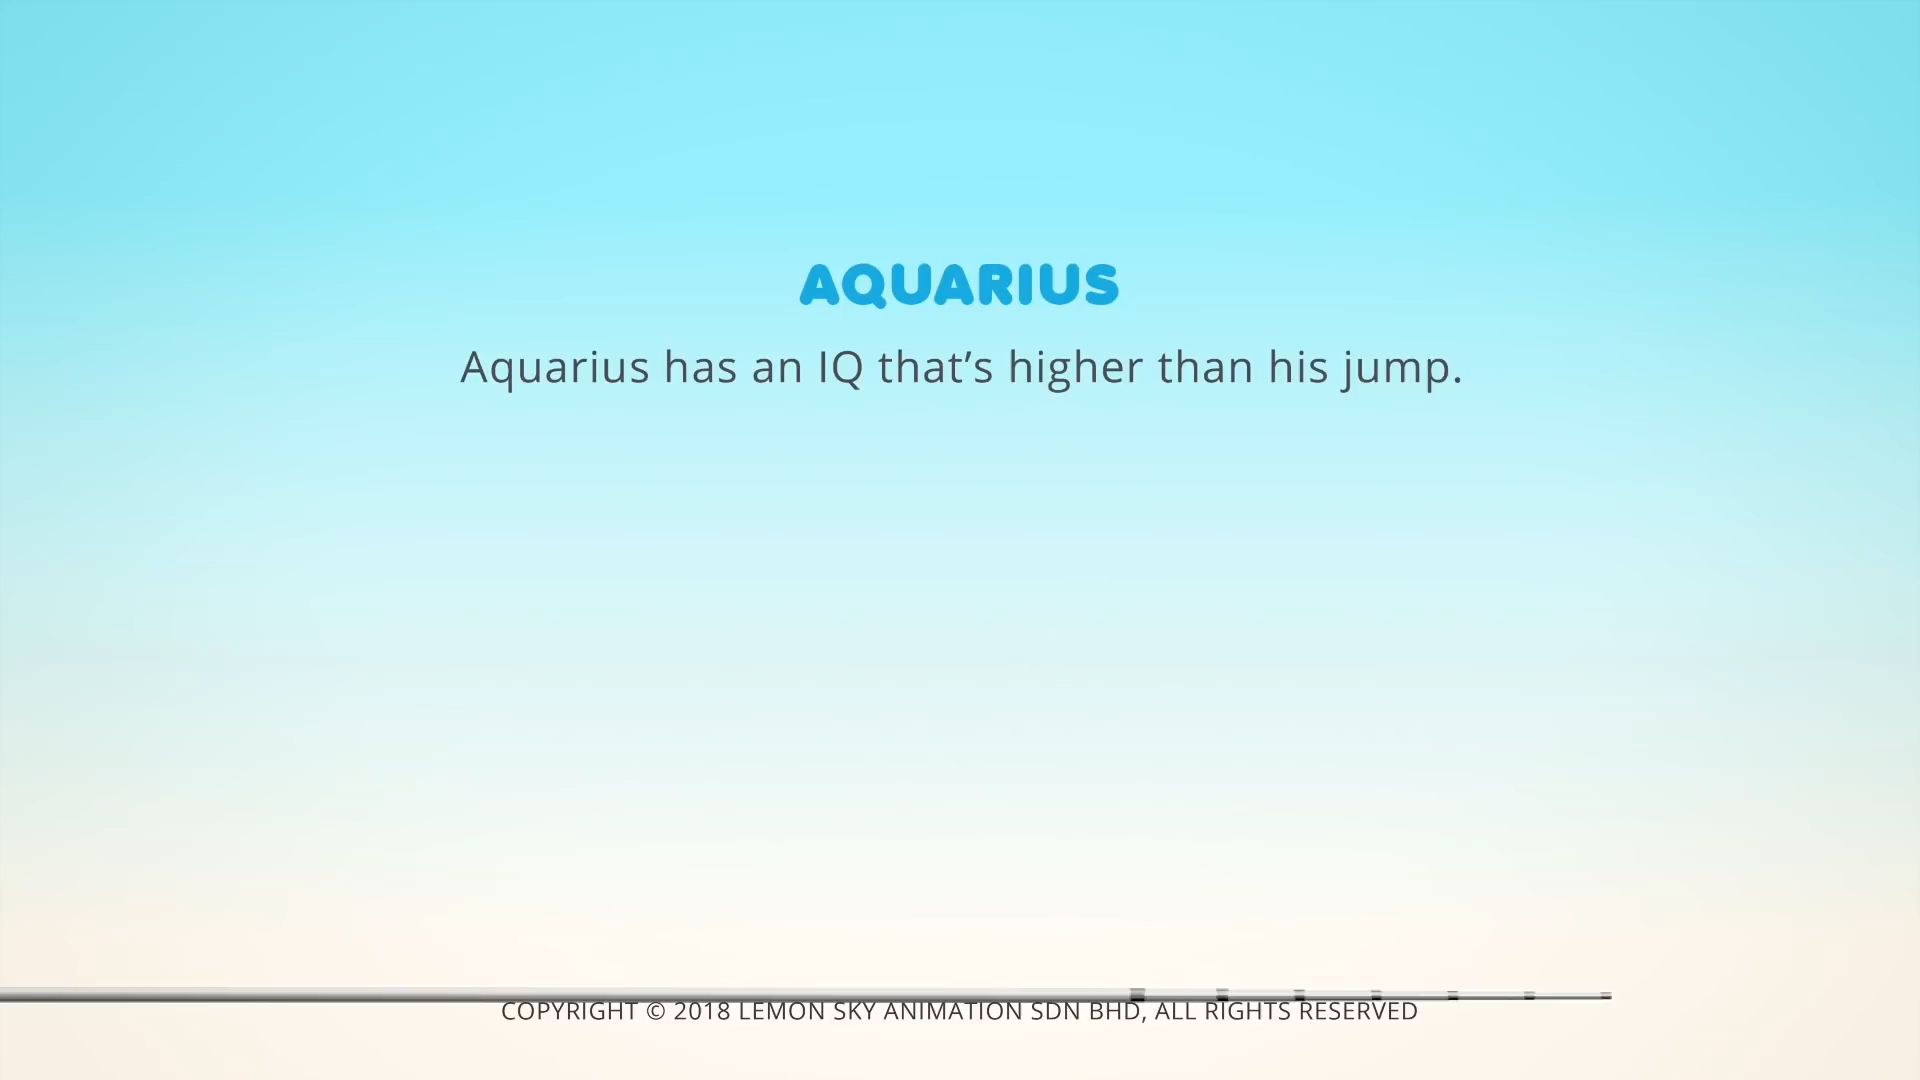 AQUARIUS
Aquarius has an IQ that’s higher than his jump.
COPYRIGHT © 2018 LEMON SKY ANIMATION SDN BHD, ALL RIGHTS RESERVED